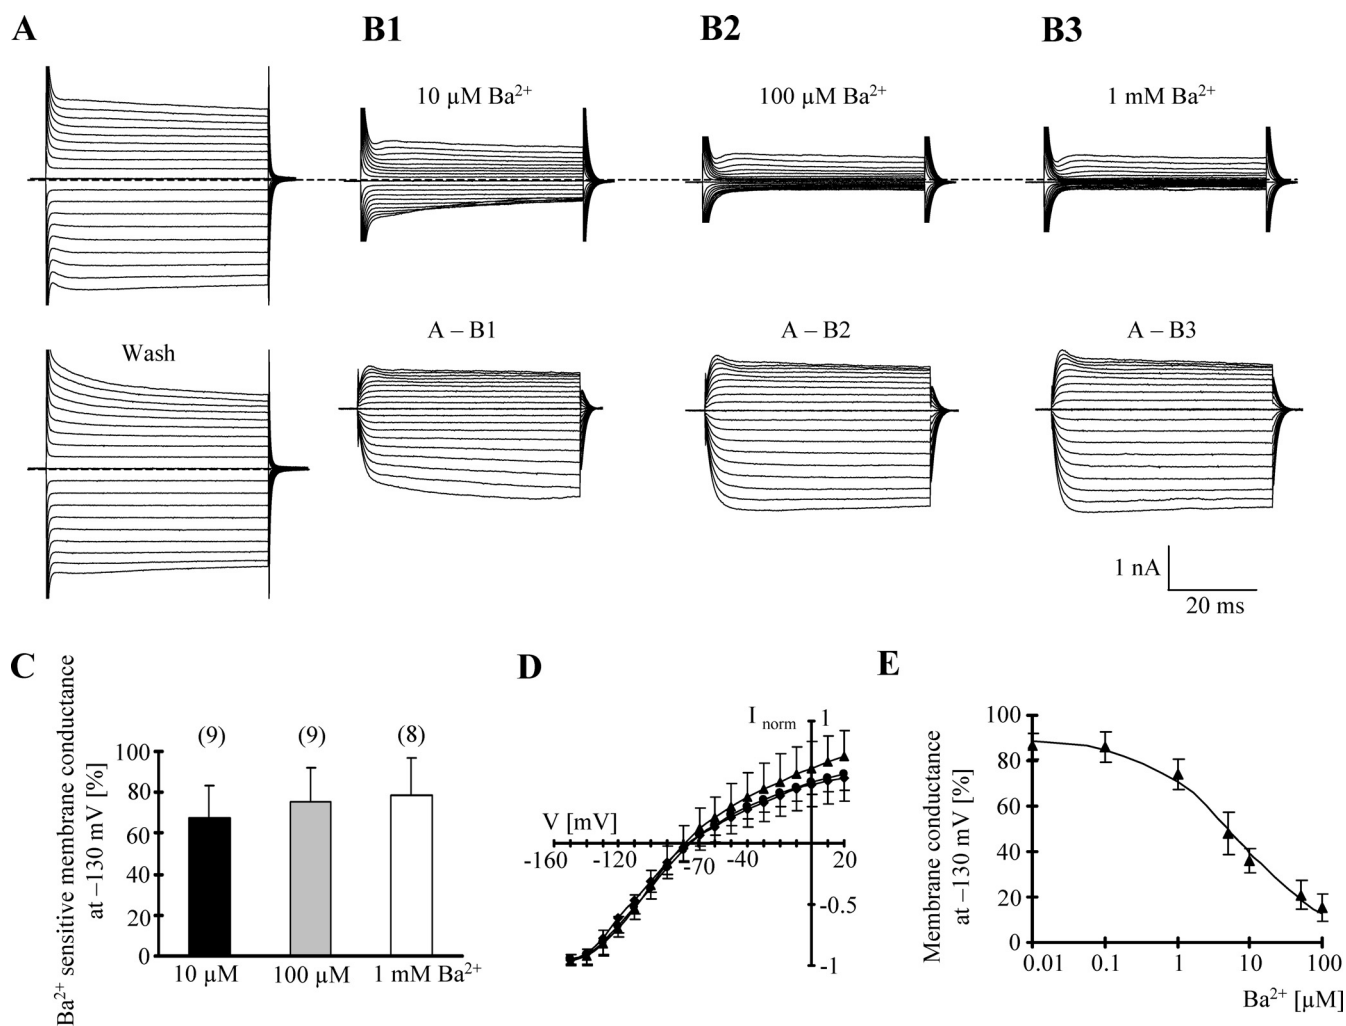 A
B1
B2
B3
10 µM Ba²⁺
100 µM Ba²⁺
1 mM Ba²⁺
Wash
A – B1
A – B2
A – B3
1 nA
20 ms
C
Ba²⁺ sensitive membrane conductance
at –130 mV [%]
100
80
60
40
20
0
(9)
(9)
(8)
10 µM
100 µM
1 mM Ba²⁺
D
I norm
1
V [mV]
-160
-120
-70
-40
20
-0.5
-1
E
Membrane conductance
at –130 mV [%]
100
80
60
40
20
0
0.01
0.1
1
10
100
Ba²⁺ [µM]